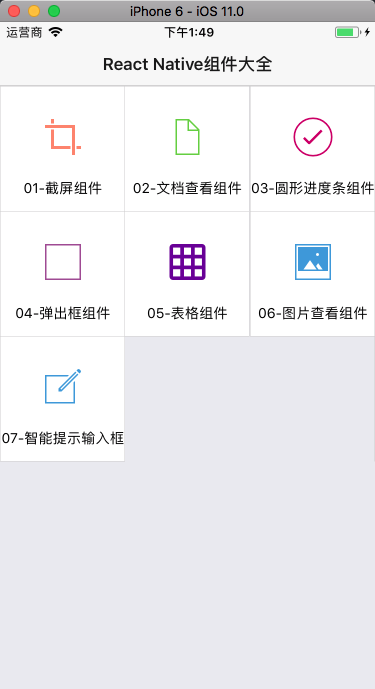 iPhone 6 - iOS 11.0
运营商 下午1:49
React Native组件大全
01-截屏组件 02-文档查看组件 03-圆形进度条组件
04-弹出框组件 05-表格组件 06-图片查看组件
07-智能提示输入框